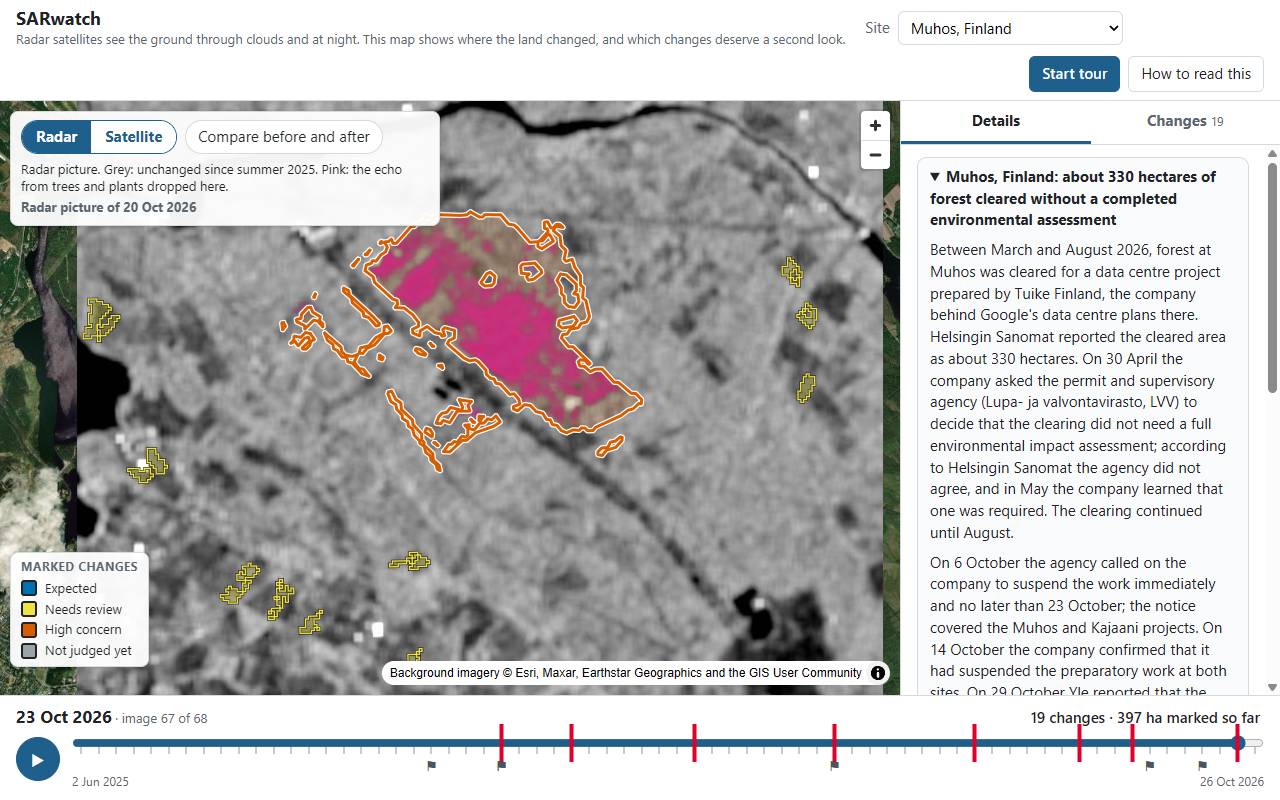 SARwatch
Radar satellites see the ground through clouds and at night. This map shows where the land changed, and which changes deserve a second look.
Site
Muhos, Finland
Start tour
How to read this
Radar
Satellite
Compare before and after
Radar picture. Grey: unchanged since summer 2025. Pink: the echo
from trees and plants dropped here.
Radar picture of 20 Oct 2026
+
−
MARKED CHANGES
Expected
Needs review
High concern
Not judged yet
Background imagery © Esri, Maxar, Earthstar Geographics and the GIS User Community
Details
Changes 19
▼ Muhos, Finland: about 330 hectares of
forest cleared without a completed
environmental assessment
Between March and August 2026, forest at
Muhos was cleared for a data centre project
prepared by Tuike Finland, the company
behind Google's data centre plans there.
Helsingin Sanomat reported the cleared area
as about 330 hectares. On 30 April the
company asked the permit and supervisory
agency (Lupa- ja valvontavirasto, LVV) to
decide that the clearing did not need a full
environmental impact assessment; according
to Helsingin Sanomat the agency did not
agree, and in May the company learned that
one was required. The clearing continued
until August.
On 6 October the agency called on the
company to suspend the work immediately
and no later than 23 October; the notice
covered the Muhos and Kajaani projects. On
14 October the company confirmed that it
had suspended the preparatory work at both
sites. On 29 October Yle reported that the
23 Oct 2026 · image 67 of 68
19 changes · 397 ha marked so far
2 Jun 2025
26 Oct 2026